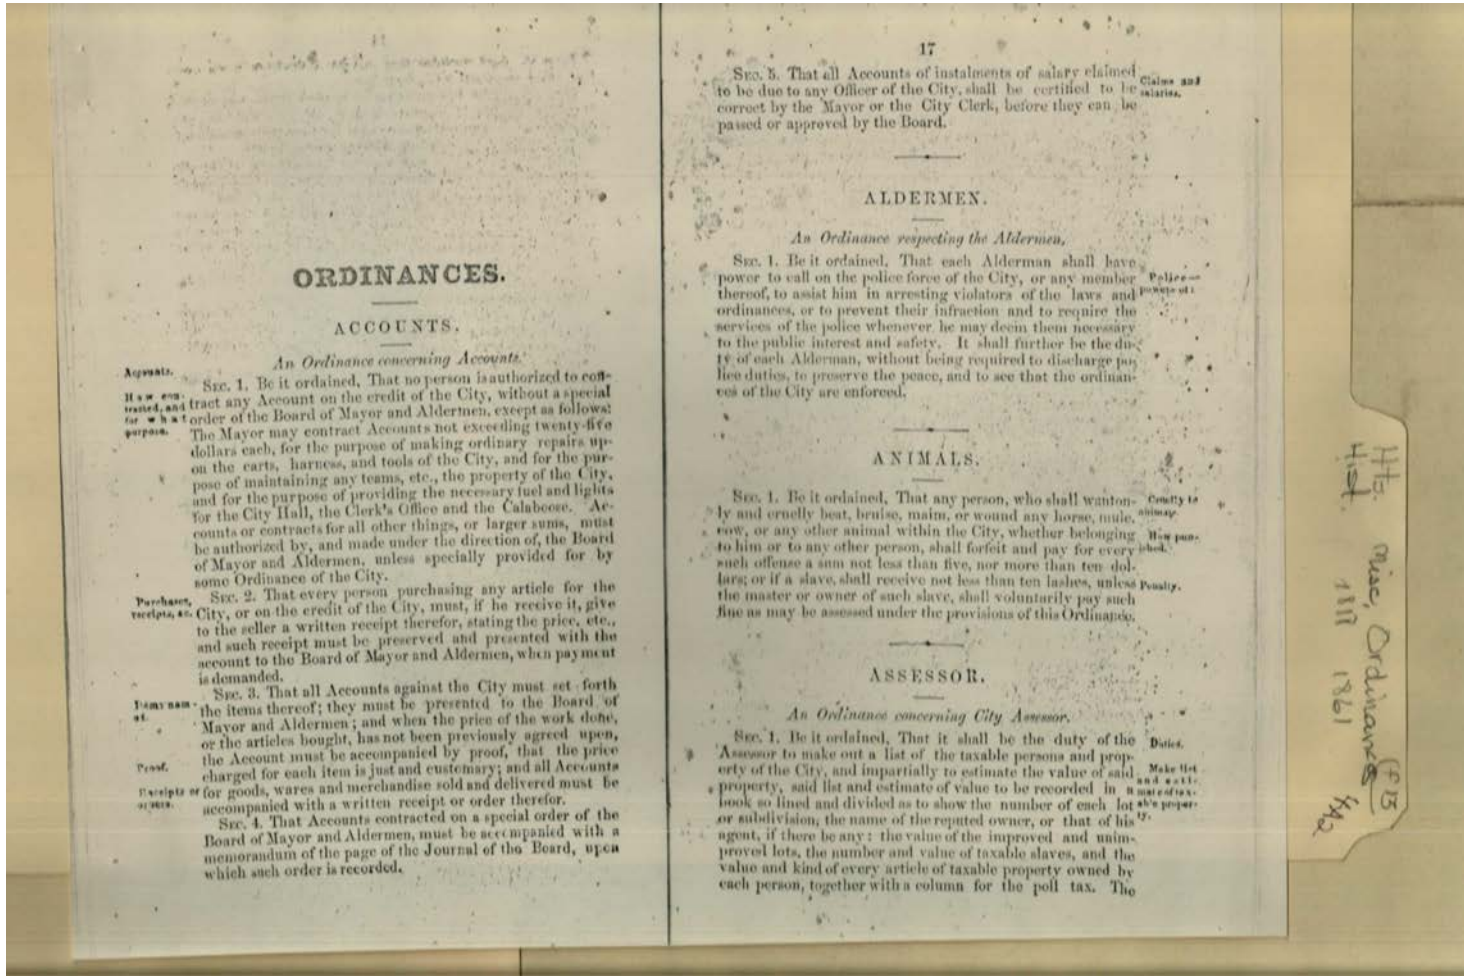 ORDINANCES.
ACCOUNTS.
An Ordinance concerning Accounts.
Accounts.
SEC. 1. Be it ordained, That no person is authorized to con-
How con-
tracted, and
for what
purpose.
tract any Account on the credit of the City, without a special
order of the Board of Mayor and Aldermen, except as follows:
The Mayor may contract Accounts not exceeding twenty-five
dollars each, for the purpose of making ordinary repairs up-
on the carts, harness, and tools of the City, and for the pur-
pose of maintaining any teams, etc., the property of the City,
and for the purpose of providing the necessary fuel and lights
for the City Hall, the Clerk's Office and the Calaboose. Ac-
counts or contracts for all other things, or larger sums, must
be authorized by, and made under the direction of, the Board
of Mayor and Aldermen, unless specially provided for by
some Ordinance of the City.
Purchases,
receipts, &c.
SEC. 2. That every person purchasing any article for the
City, or on the credit of the City, must, if he receive it, give
to the seller a written receipt therefor, stating the price, etc.,
and such receipt must be preserved and presented with the
account to the Board of Mayor and Aldermen, when payment
is demanded.
SEC. 3. That all Accounts against the City must set forth
the items thereof; they must be presented to the Board of
Mayor and Aldermen; and when the price of the work done,
or the articles bought, has not been previously agreed upon,
the Account must be accompanied by proof, that the price
Proof.
charged for each item is just and customary; and all Accounts
Receipts or
orders.
for goods, wares and merchandise sold and delivered must be
accompanied with a written receipt or order therefor.
SEC. 4. That Accounts contracted on a special order of the
Board of Mayor and Aldermen, must be accompanied with a
memorandum of the page of the Journal of the Board, upon
which such order is recorded.
17
SEC. 5. That all Accounts of instalments of salary claimed
to be due to any Officer of the City, shall be certified to be
correct by the Mayor or the City Clerk, before they can be
passed or approved by the Board.
Claims and
salaries.
ALDERMEN.
An Ordinance respecting the Aldermen.
SEC. 1. Be it ordained, That each Alderman shall have
power to call on the police force of the City, or any member
thereof, to assist him in arresting violators of the laws and
ordinances, or to prevent their infraction and to require the
services of the police whenever he may deem them necessary
to the public interest and safety. It shall further be the du-
ty of each Alderman, without being required to discharge po-
lice duties, to preserve the peace, and to see that the ordinan-
ces of the City are enforced.
Police—
powers of:
ANIMALS.
SEC. 1. Be it ordained, That any person, who shall wanton-
ly and cruelly beat, bruise, maim, or wound any horse, mule,
cow, or any other animal within the City, whether belonging
to him or to any other person, shall forfeit and pay for every
such offense a sum not less than five, nor more than ten dol-
lars; or if a slave, shall receive not less than ten lashes, unless
the master or owner of such slave, shall voluntarily pay such
fine as may be assessed under the provisions of this Ordinance.
Cruelty to
How pun-
ished.
Penalty.
ASSESSOR.
An Ordinance concerning City Assessor.
SEC. 1. Be it ordained, That it shall be the duty of the
Assessor to make out a list of the taxable persons and prop-
erty of the City, and impartially to estimate the value of said
property, said list and estimate of value to be recorded in a
book so lined and divided as to show the number of each lot
or subdivision, the name of the reputed owner, or that of his
agent, if there be any: the value of the improved and unim-
proved lots, the number and value of taxable slaves, and the
value and kind of every article of taxable property owned by
each person, together with a column for the poll tax. The
Duties.
Make list
and esti-
mate of tax-
able proper-
ty.
Hist. misc, Ordinances
1817 1861